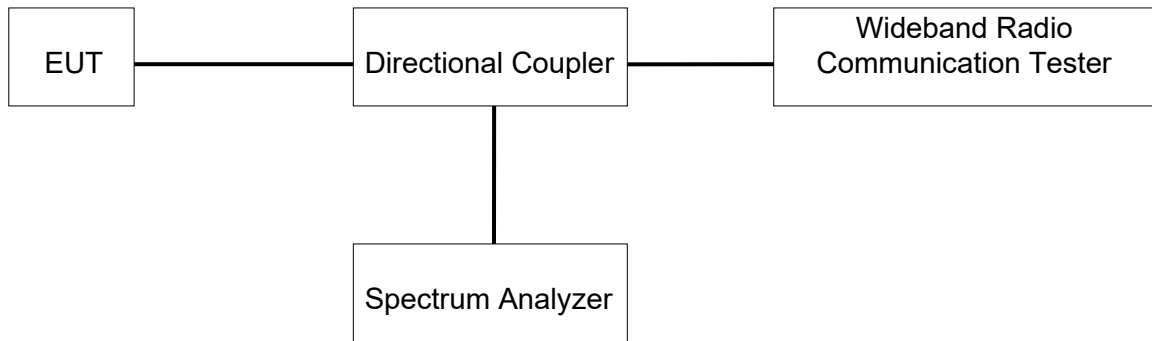 EUT
Directional Coupler
Wideband Radio
Communication Tester
Spectrum Analyzer